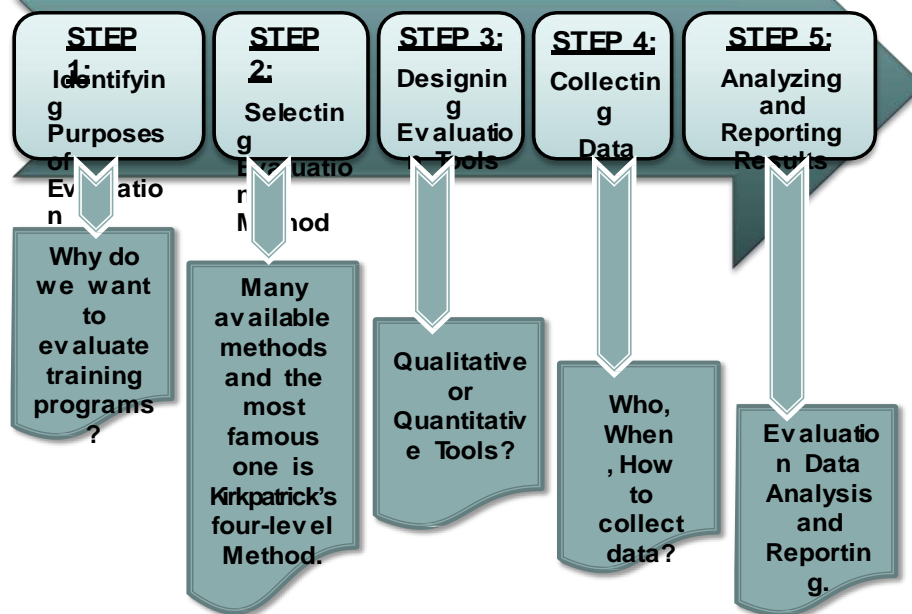 STEP
1:
Identifyin
g
Purposes
of
Evaluatio
n
STEP
2:
Selectin
g
Evaluatio
n
Method
STEP 3:
Designin
g
Evaluatio
n Tools
STEP 4:
Collectin
g
Data
STEP 5:
Analyzing
and
Reporting
Results
Why do
we want
to
evaluate
training
programs
?
Many
available
methods
and the
most
famous
one is
Kirkpatrick's
four-level
Method.
Qualitative
or
Quantitativ
e Tools?
Who,
When
, How
to
collect
data?
Evaluatio
n Data
Analysis
and
Reportin
g.